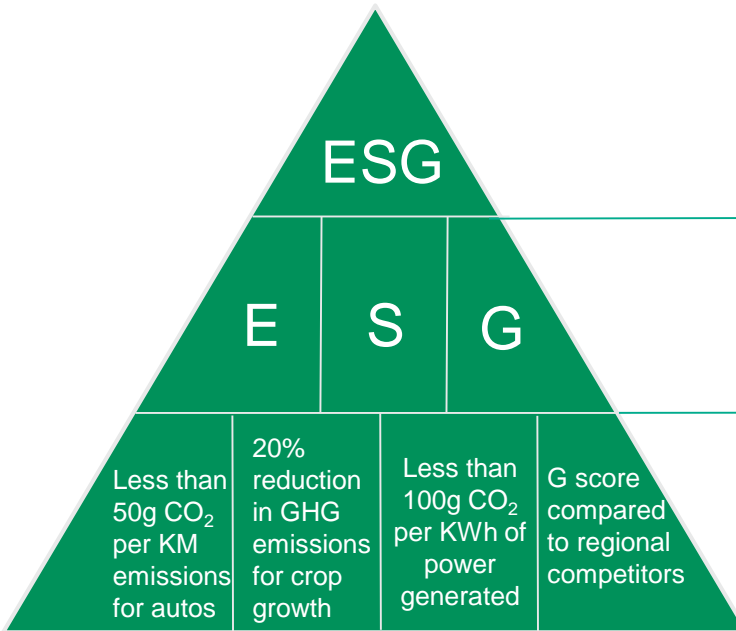 ESG
E
S
G
Less than
50g CO₂
per KM
emissions
for autos
20%
reduction
in GHG
emissions
for crop
growth
Less than
100g CO₂
per KWh of
power
generated
G score
compared
to regional
competitors